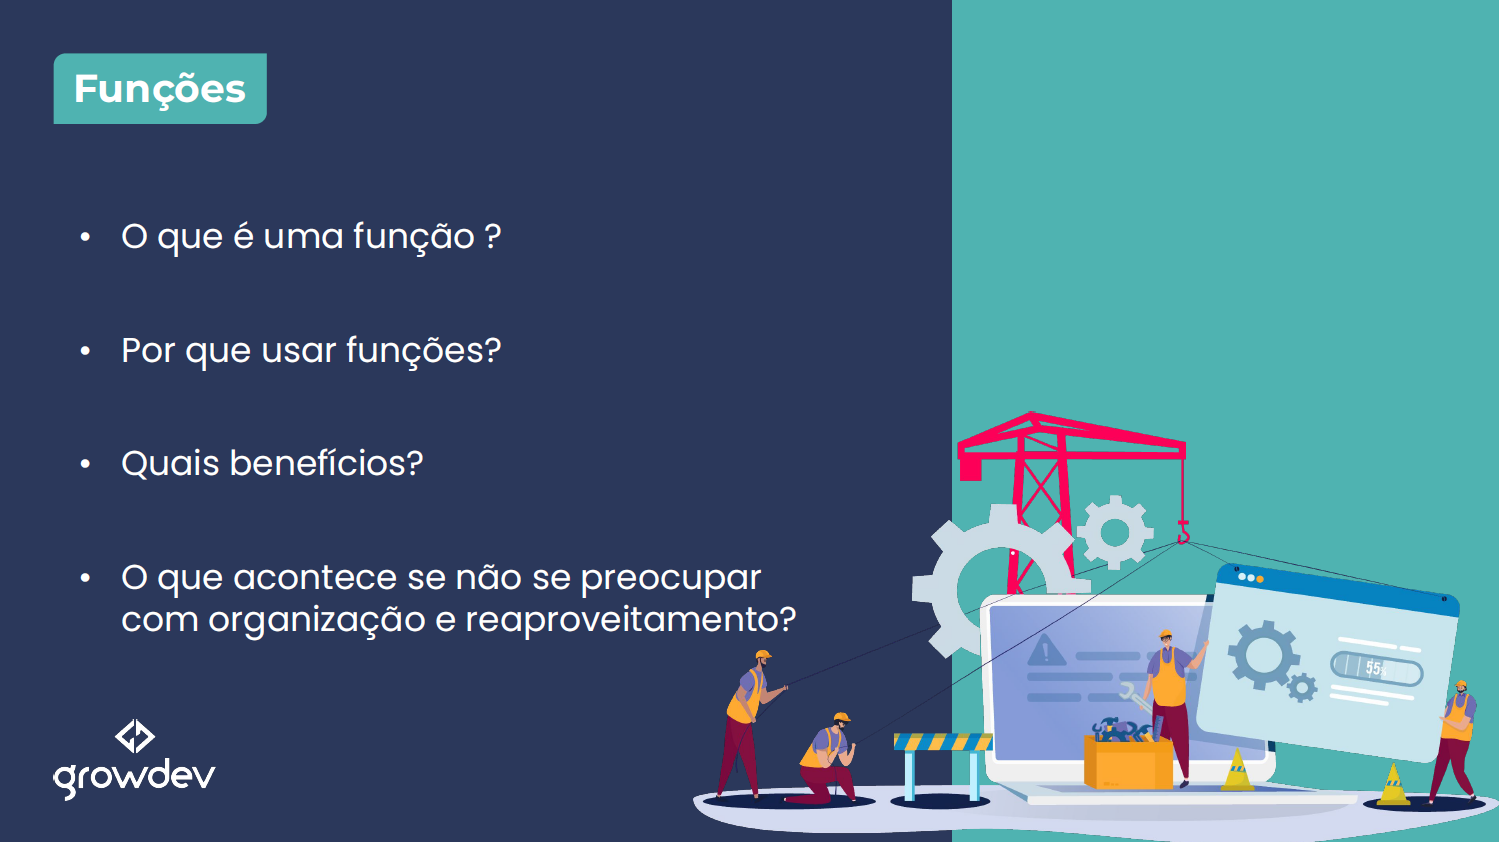 Funções
• O que é uma função ?
• Por que usar funções?
• Quais benefícios?
• O que acontece se não se preocupar
com organização e reaproveitamento?
55%
growdev